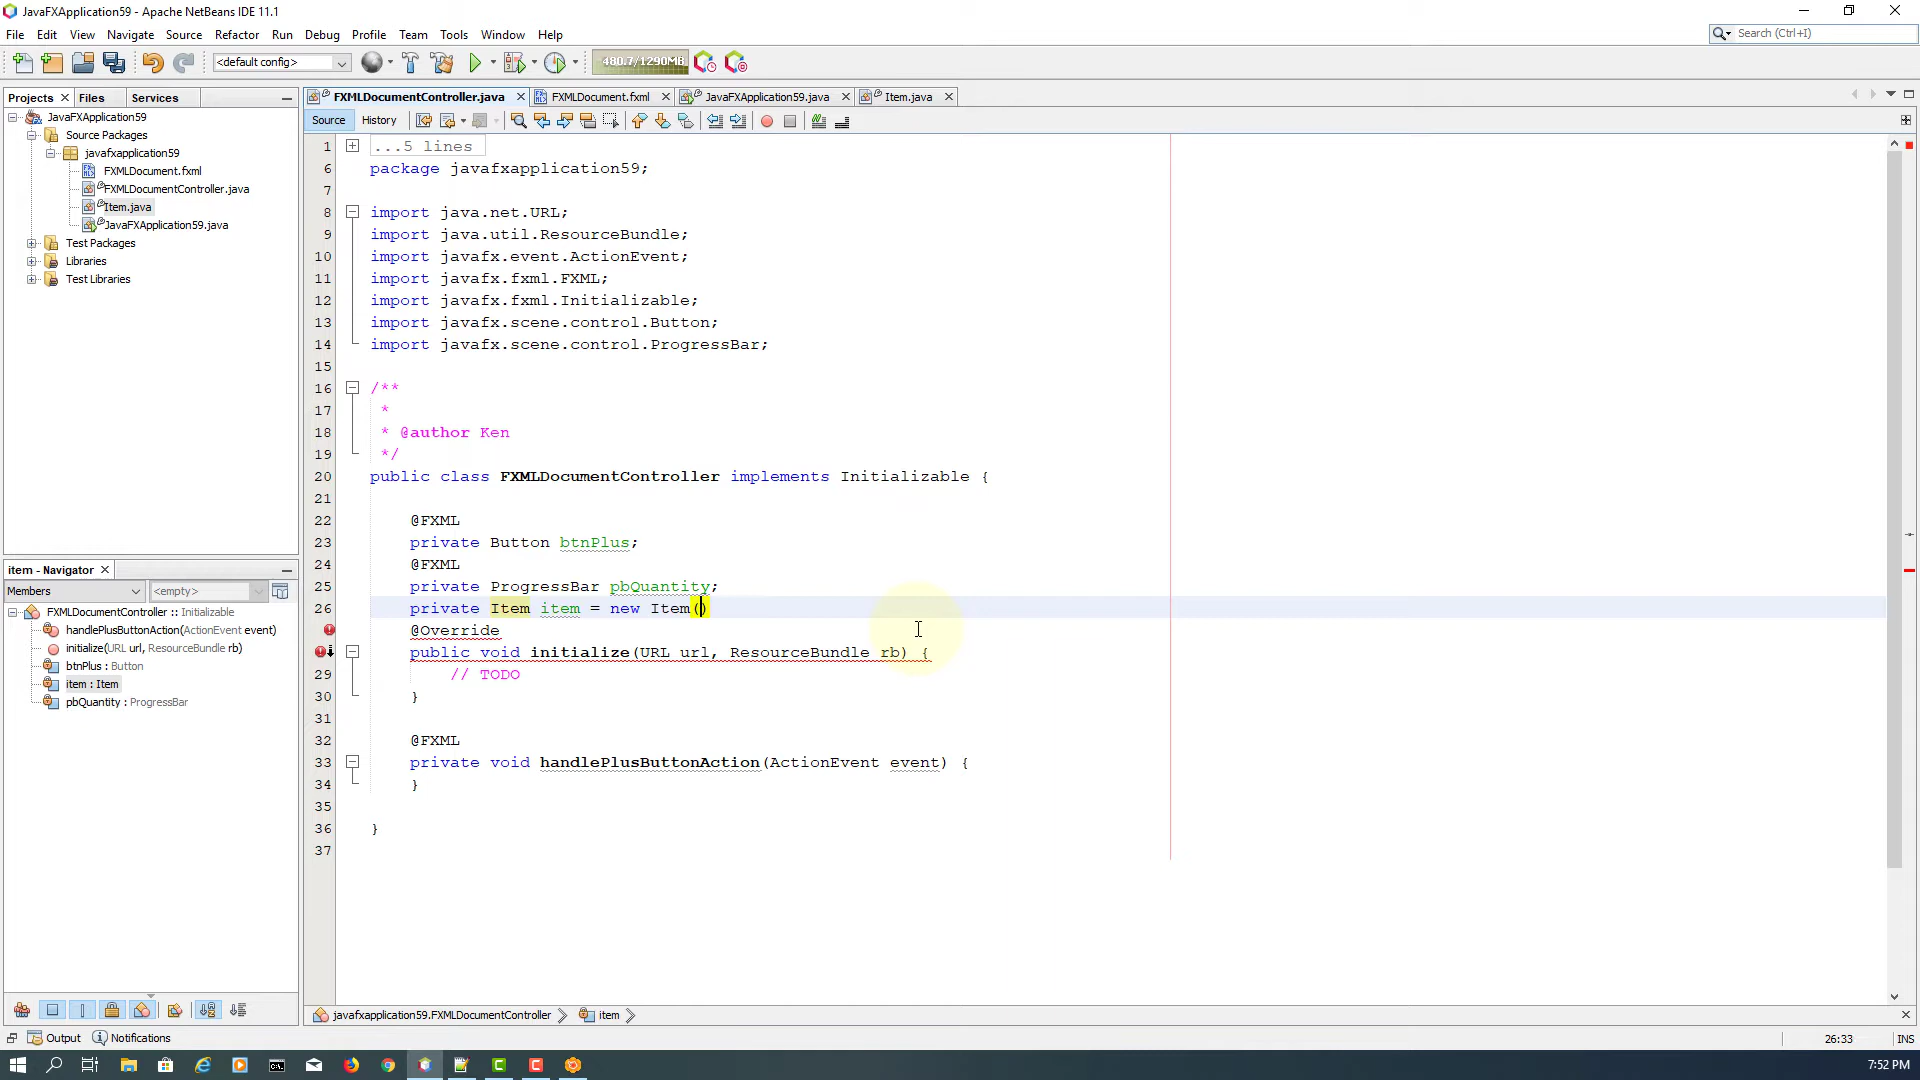 JavaFXApplication59 - Apache NetBeans IDE 11.1
File Edit View Navigate Source Refactor Run Debug Profile Team Tools Window Help
Search (Ctrl+I)
<default config>
480.7/1290MB
Projects Files Services
FXMLDocumentController.java FXMLDocument.fxml JavaFXApplication59.java Item.java
Source History
JavaFXApplication59
Source Packages
javafxapplication59
FXMLDocument.fxml
FXMLDocumentController.java
Item.java
JavaFXApplication59.java
Test Packages
Libraries
Test Libraries
item - Navigator
Members <empty>
FXMLDocumentController :: Initializable
handlePlusButtonAction(ActionEvent event)
initialize(URL url, ResourceBundle rb)
btnPlus : Button
item : Item
pbQuantity : ProgressBar
1 ...5 lines
6 package javafxapplication59;
7
8 import java.net.URL;
9 import java.util.ResourceBundle;
10 import javafx.event.ActionEvent;
11 import javafx.fxml.FXML;
12 import javafx.fxml.Initializable;
13 import javafx.scene.control.Button;
14 import javafx.scene.control.ProgressBar;
15
16 /**
17 *
18 * @author Ken
19 */
20 public class FXMLDocumentController implements Initializable {
21
22 @FXML
23 private Button btnPlus;
24 @FXML
25 private ProgressBar pbQuantity;
26 private Item item = new Item()
@Override
public void initialize(URL url, ResourceBundle rb) {
29 // TODO
30 }
31
32 @FXML
33 private void handlePlusButtonAction(ActionEvent event) {
34 }
35
36 }
37
javafxapplication59.FXMLDocumentController item
Output Notifications
26:33 INS
7:52 PM